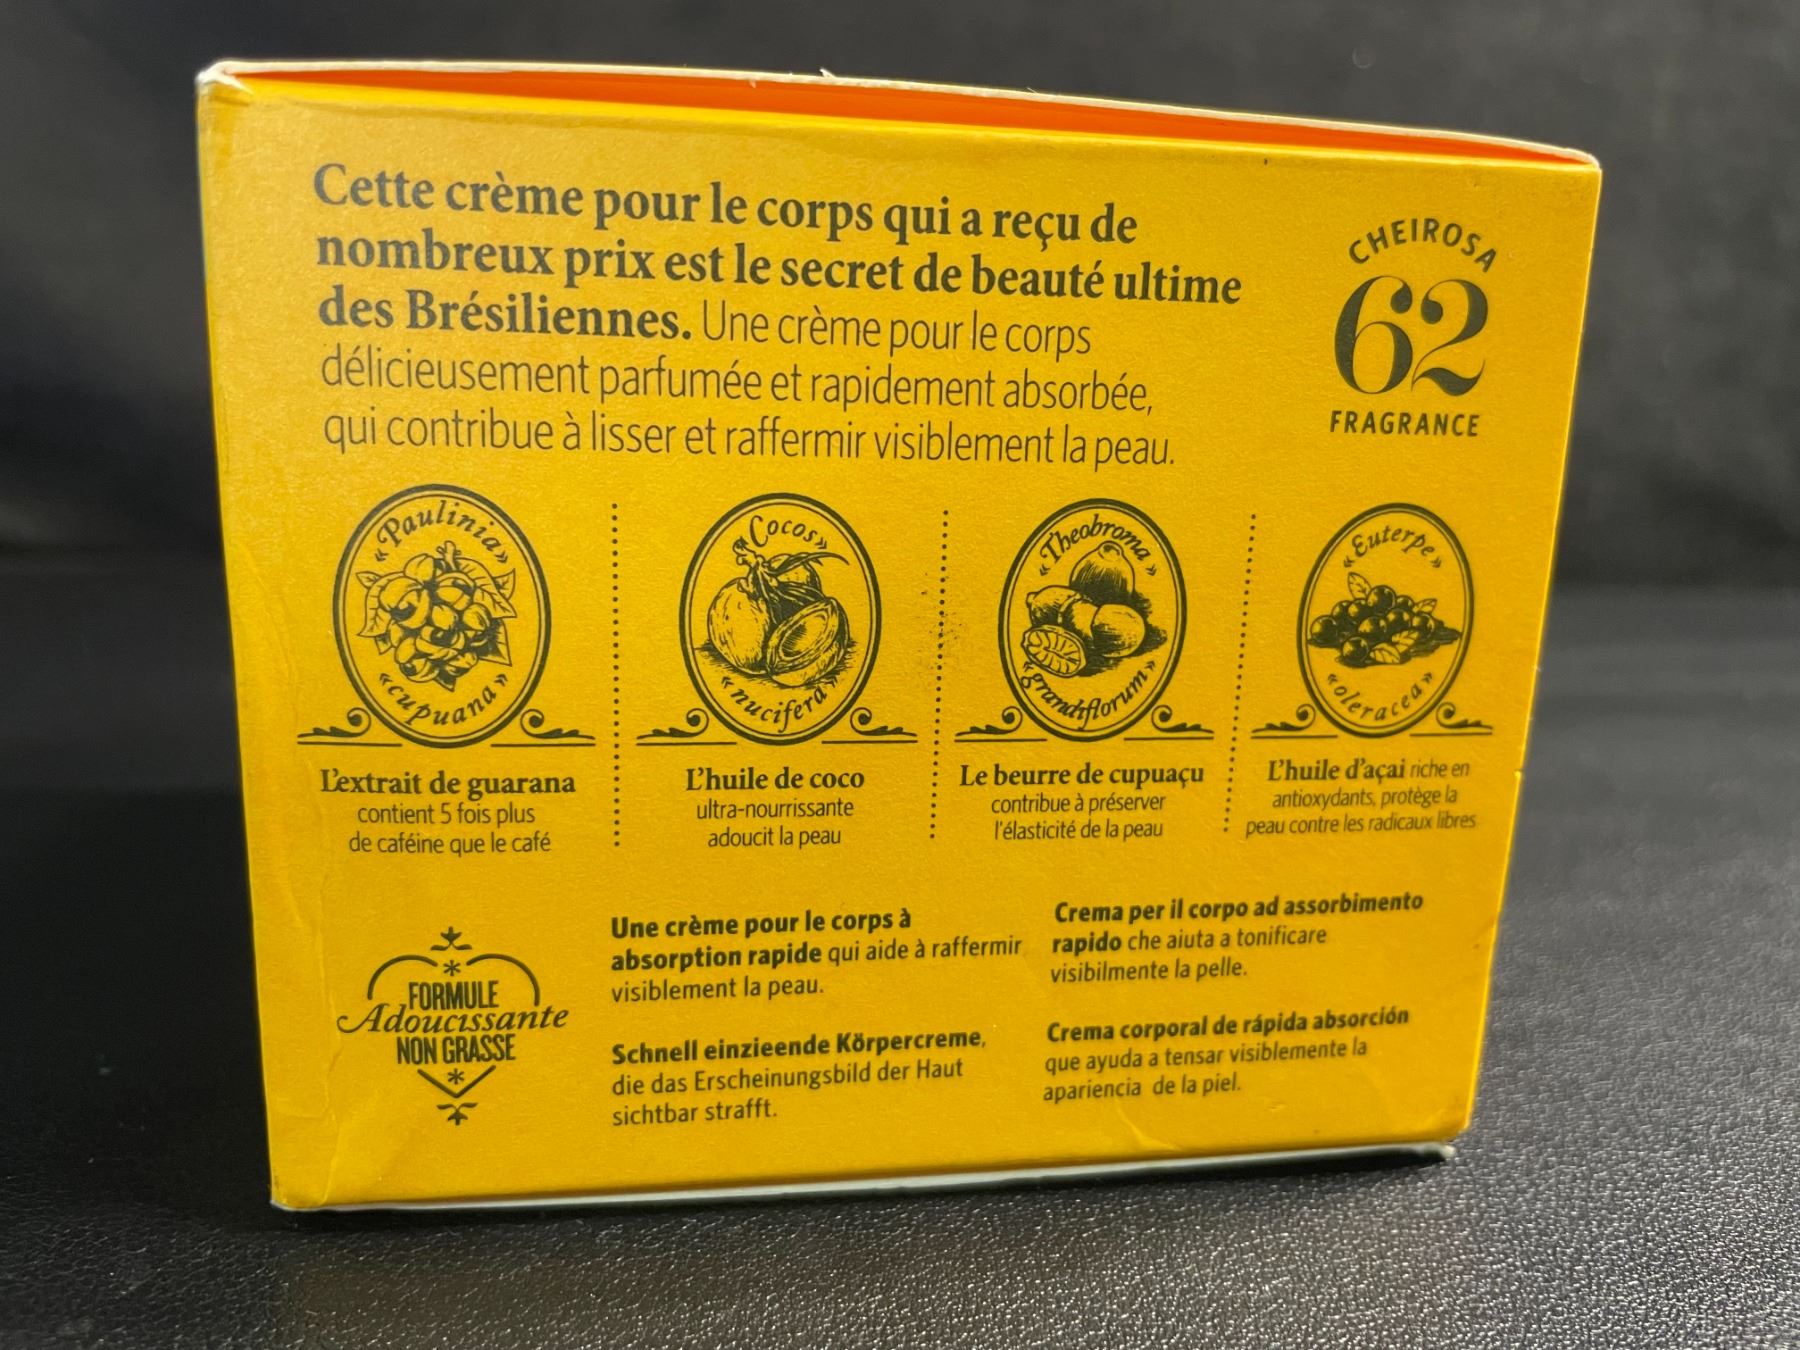 Cette crème pour le corps qui a reçu de
nombreux prix est le secret de beauté ultime
des Brésiliennes. Une crème pour le corps
délicieusement parfumée et rapidement absorbée,
qui contribue à lisser et raffermir visiblement la peau.
CHEIROSA
62
FRAGRANCE
«Paulinia»
«cupuana»
L'extrait de guarana
contient 5 fois plus
de caféine que le café
«Cocos»
«nucifera»
L'huile de coco
ultra-nourrissante
adoucit la peau
«Theobroma»
«grandiflorum»
Le beurre de cupuaçu
contribue à préserver
l'élasticité de la peau
«Euterpe»
«oleracea»
L'huile d'açai riche en
antioxydants, protège la
peau contre les radicaux libres
FORMULE
Adoucissante
NON GRASSE
Une crème pour le corps à
absorption rapide qui aide à raffermir
visiblement la peau.
Schnell einzieende Körpercreme,
die das Erscheinungsbild der Haut
sichtbar strafft.
Crema per il corpo ad assorbimento
rapido che aiuta a tonificare
visibilmente la pelle.
Crema corporal de rápida absorción
que ayuda a tensar visiblemente la
apariencia de la piel.